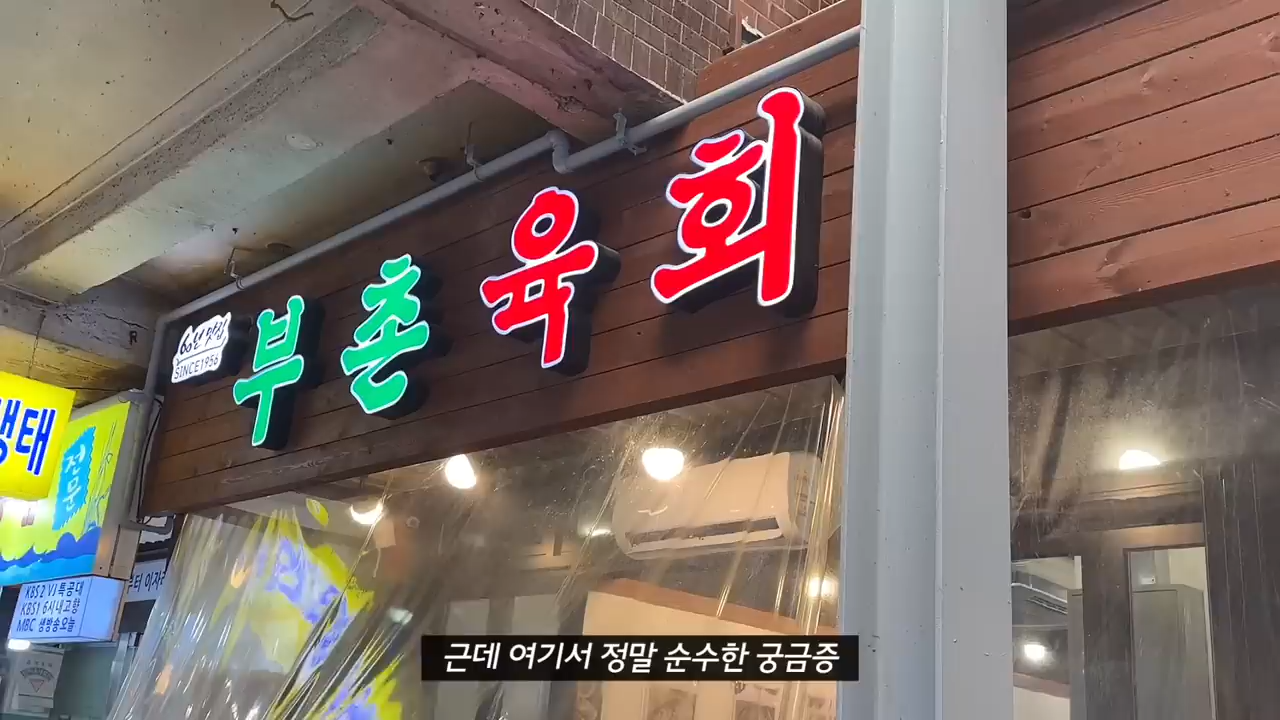 60년 맛집
SINCE1956
부촌육회
생태
전문
KBS2 VJ 특공대
KBS1 6시내고향
MBC 생방송오늘
근데 여기서 정말 순수한 궁금증